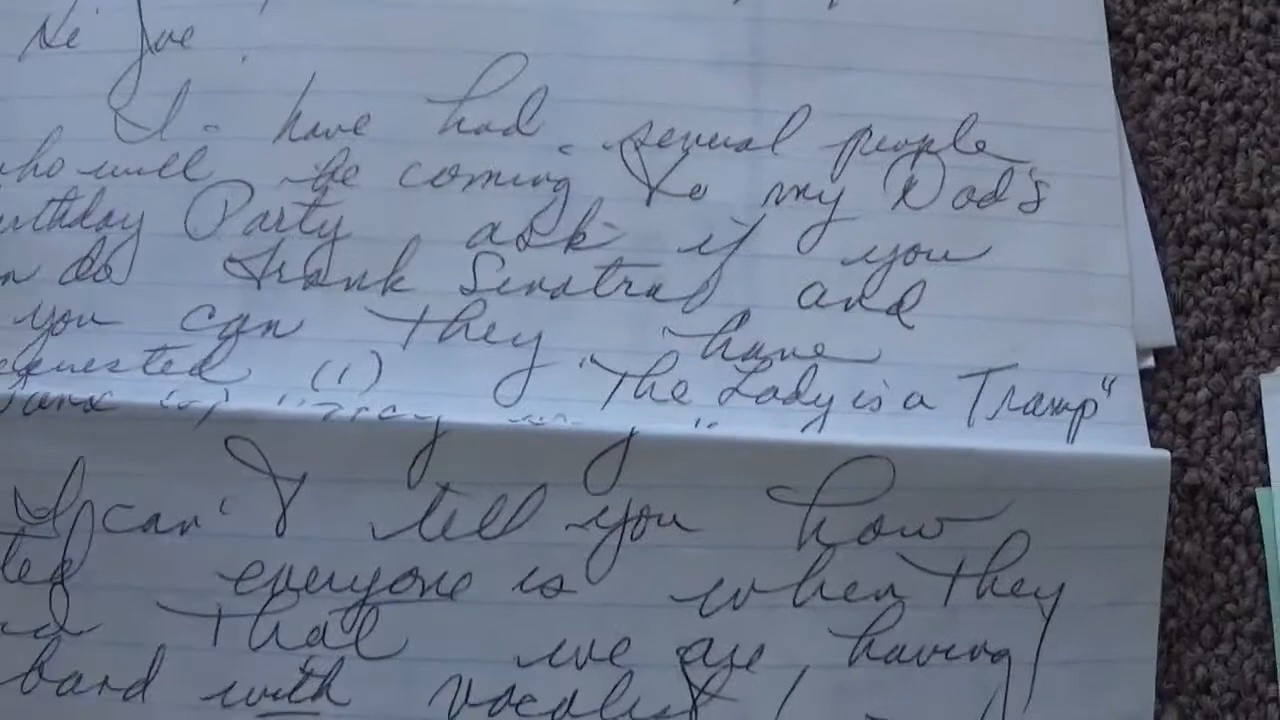 Hi Joe
I have had several people
who will be coming to my Dad's
Birthday Party ask if you
can do Frank Sinatra and
you can they have
requested (1) "The Lady is a Tramp"
I can't tell you how
everyone is when they
that we are having
band with vocalist!